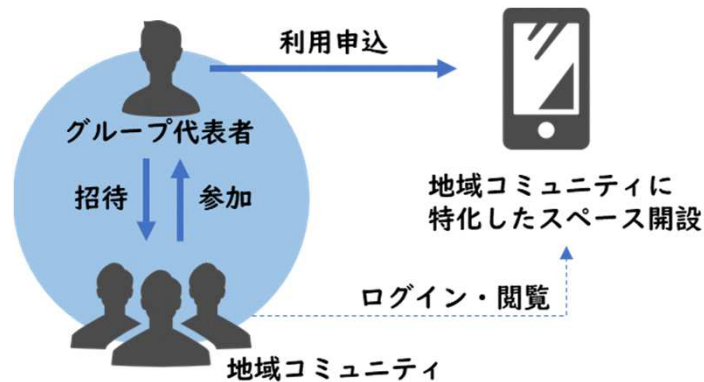 利用申込
グループ代表者
招待
参加
地域コミュニティに
特化したスペース開設
ログイン・閲覧
地域コミュニティ